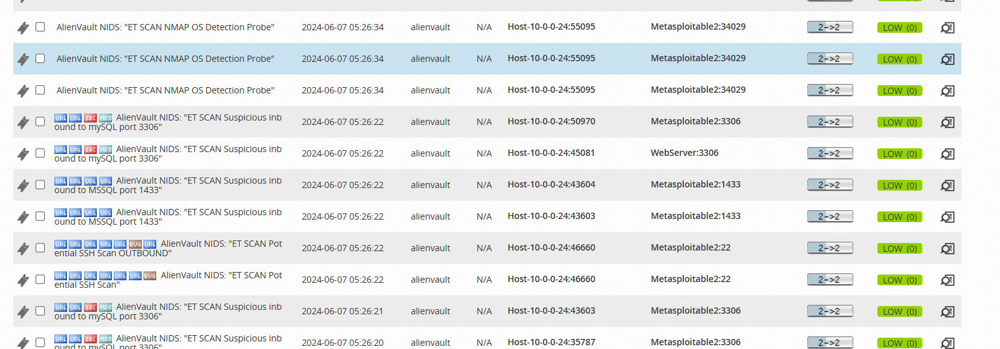 AlienVault NIDS: "ET SCAN NMAP OS Detection Probe" 2024-06-07 05:26:34 alienvault N/A Host-10-0-0-24:55095 Metasploitable2:34029 2->2 LOW (0)
AlienVault NIDS: "ET SCAN NMAP OS Detection Probe" 2024-06-07 05:26:34 alienvault N/A Host-10-0-0-24:55095 Metasploitable2:34029 2->2 LOW (0)
AlienVault NIDS: "ET SCAN NMAP OS Detection Probe" 2024-06-07 05:26:34 alienvault N/A Host-10-0-0-24:55095 Metasploitable2:34029 2->2 LOW (0)
URL URL SEC MD5 AlienVault NIDS: "ET SCAN Suspicious inb
ound to mySQL port 3306" 2024-06-07 05:26:22 alienvault N/A Host-10-0-0-24:50970 Metasploitable2:3306 2->2 LOW (0)
URL URL SEC MD5 AlienVault NIDS: "ET SCAN Suspicious inb
ound to mySQL port 3306" 2024-06-07 05:26:22 alienvault N/A Host-10-0-0-24:45081 WebServer:3306 2->2 LOW (0)
URL URL URL URL AlienVault NIDS: "ET SCAN Suspicious inb
ound to MSSQL port 1433" 2024-06-07 05:26:22 alienvault N/A Host-10-0-0-24:43604 Metasploitable2:1433 2->2 LOW (0)
URL URL URL URL AlienVault NIDS: "ET SCAN Suspicious inb
ound to MSSQL port 1433" 2024-06-07 05:26:22 alienvault N/A Host-10-0-0-24:43603 Metasploitable2:1433 2->2 LOW (0)
URL URL URL URL URL BUG URL AlienVault NIDS: "ET SCAN Pot
ential SSH Scan OUTBOUND" 2024-06-07 05:26:22 alienvault N/A Host-10-0-0-24:46660 Metasploitable2:22 2->2 LOW (0)
URL URL URL URL URL URL BUG AlienVault NIDS: "ET SCAN Pot
ential SSH Scan" 2024-06-07 05:26:22 alienvault N/A Host-10-0-0-24:46660 Metasploitable2:22 2->2 LOW (0)
URL URL SEC MD5 AlienVault NIDS: "ET SCAN Suspicious inb
ound to mySQL port 3306" 2024-06-07 05:26:21 alienvault N/A Host-10-0-0-24:43603 Metasploitable2:3306 2->2 LOW (0)
URL URL SEC MD5 AlienVault NIDS: "ET SCAN Suspicious inb
ound to mySQL port 3306" 2024-06-07 05:26:20 alienvault N/A Host-10-0-0-24:35787 Metasploitable2:3306 2->2 LOW (0)